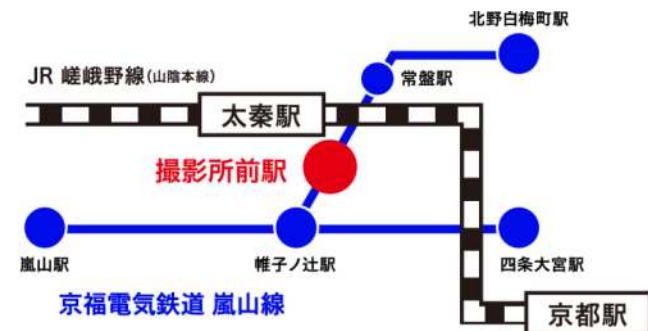 北野白梅町駅
JR 嵯峨野線(山陰本線)
常盤駅
太秦駅
撮影所前駅
嵐山駅
帷子ノ辻駅
四条大宮駅
京福電気鉄道 嵐山線
京都駅